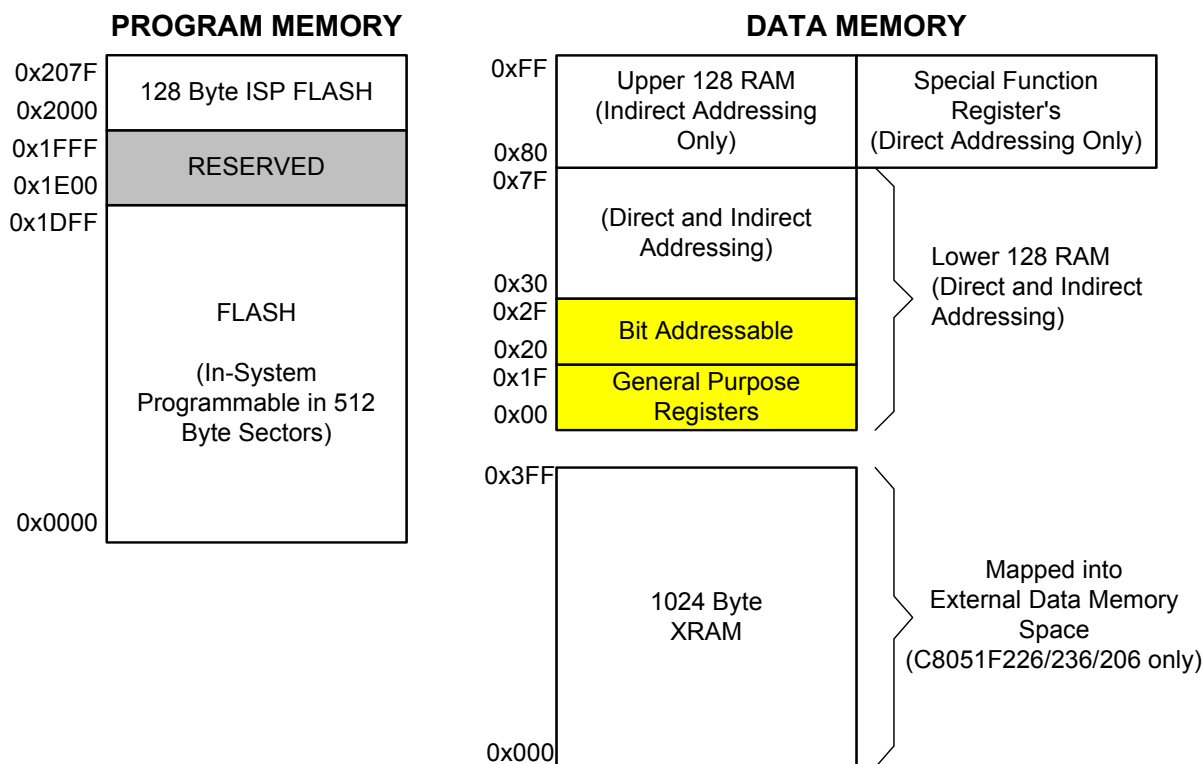 PROGRAM MEMORY
0x207F
0x2000
128 Byte ISP FLASH
0x1FFF
0x1E00
RESERVED
0x1DFF
FLASH
(In-System
Programmable in 512
Byte Sectors)
0x0000
DATA MEMORY
0xFF
Upper 128 RAM
(Indirect Addressing
Only)
0x80
Special Function
Register's
(Direct Addressing Only)
0x7F
(Direct and Indirect
Addressing)
0x30
0x2F
Bit Addressable
0x20
0x1F
General Purpose
Registers
0x00
Lower 128 RAM
(Direct and Indirect
Addressing)
0x3FF
1024 Byte
XRAM
0x000
Mapped into
External Data Memory
Space
(C8051F226/236/206 only)